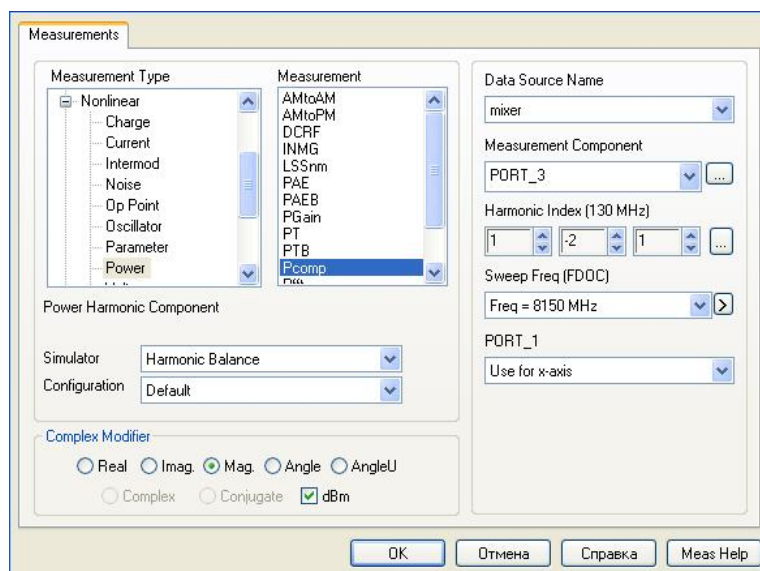 Measurements
Measurement Type
Nonlinear
Charge
Current
Intermod
Noise
Op Point
Oscillator
Parameter
Power
Measurement
AMtoAM
AMtoPM
DCRF
INMG
LSSnm
PAE
PAEB
PGain
PT
PTB
Pcomp
Power Harmonic Component
Simulator
Harmonic Balance
Configuration
Default
Complex Modifier
Real Imag. Mag. Angle AngleU
Complex Conjugate dBm
Data Source Name
mixer
Measurement Component
PORT_3 ...
Harmonic Index (130 MHz)
1 -2 1 ...
Sweep Freq (FDOC)
Freq = 8150 MHz >
PORT_1
Use for x-axis
OK Отмена Справка Meas Help